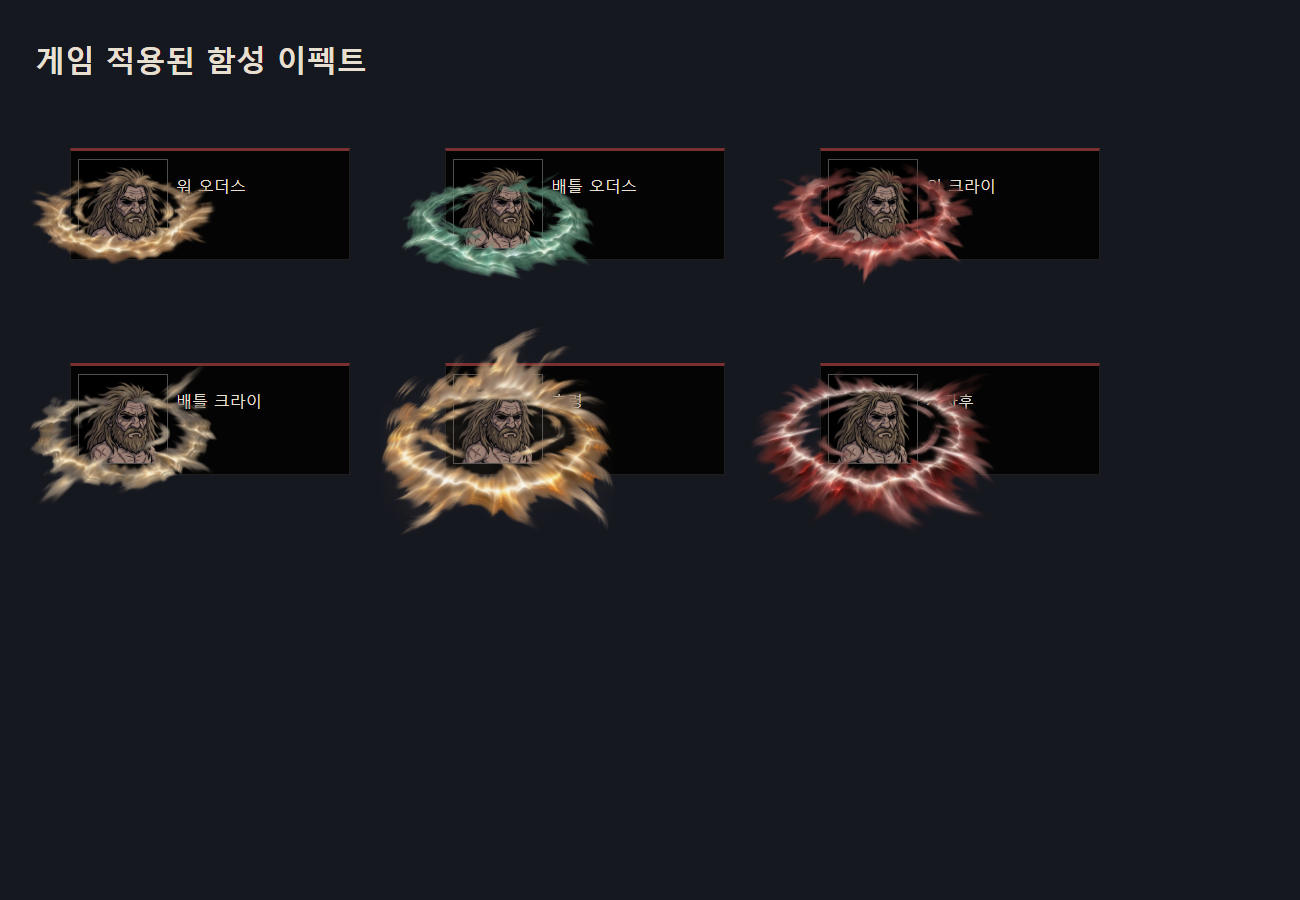 게임 적용된 함성 이펙트
워 오더스
배틀 오더스
크라이
배틀 크라이